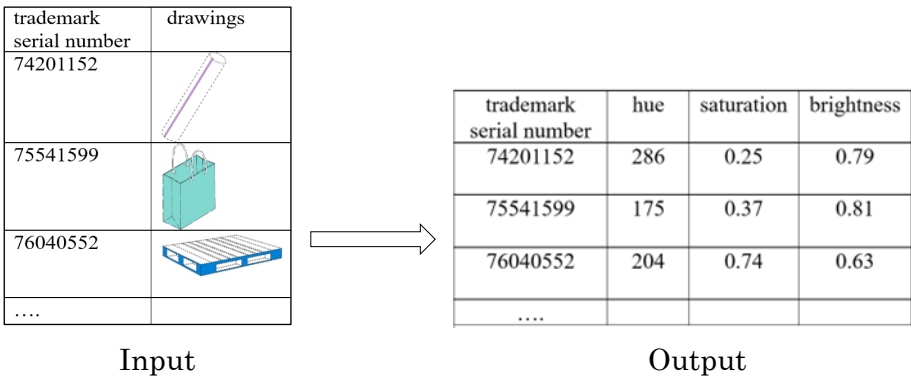 trademark serial number drawings
74201152
75541599
76040552
....
Input
trademark serial number hue saturation brightness
74201152 286 0.25 0.79
75541599 175 0.37 0.81
76040552 204 0.74 0.63
....
Output